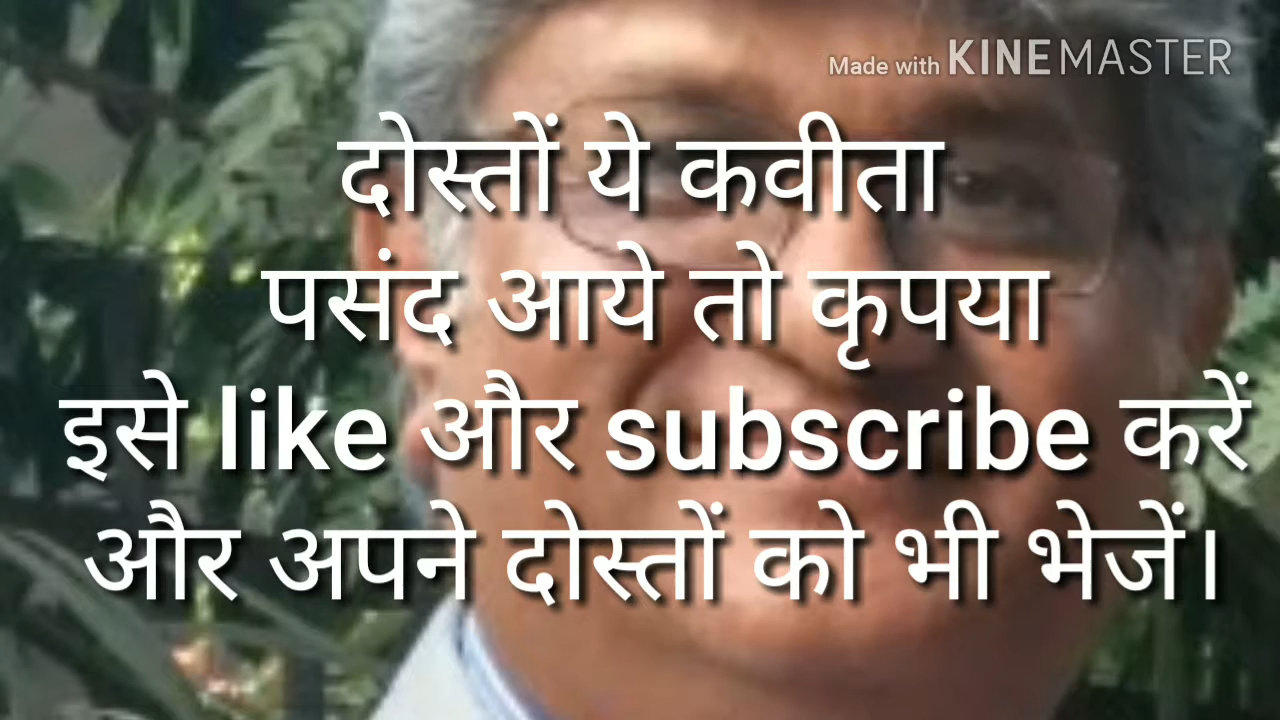 Made with KINEMASTER
दोस्तों ये कवीता
पसंद आये तो कृपया
इसे like और subscribe करें
और अपने दोस्तों को भी भेजें।